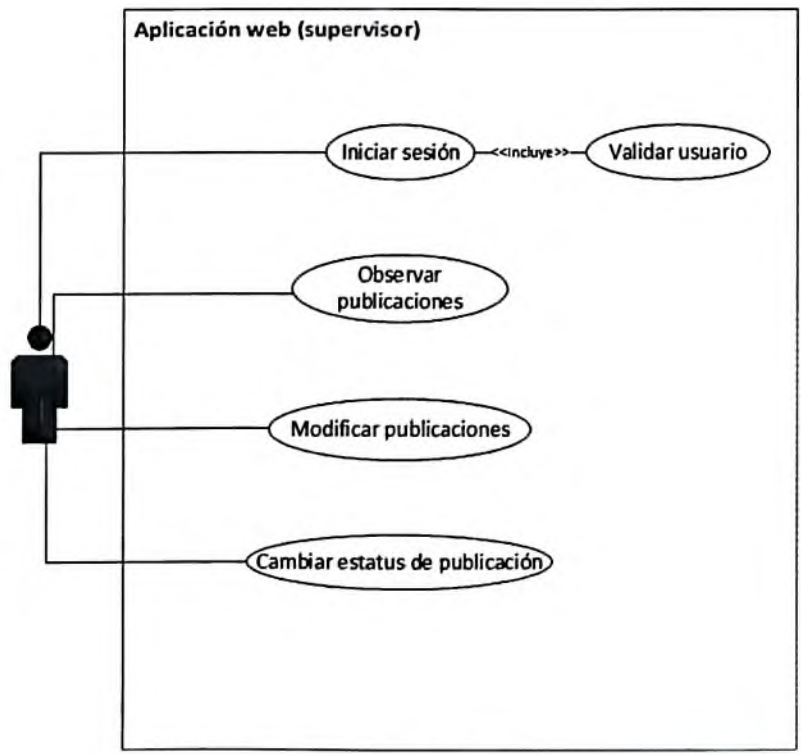 Aplicación web (supervisor)
Iniciar sesión
<<Incluye>>
Validar usuario
Observar
publicaciones
Modificar publicaciones
Cambiar estatus de publicación